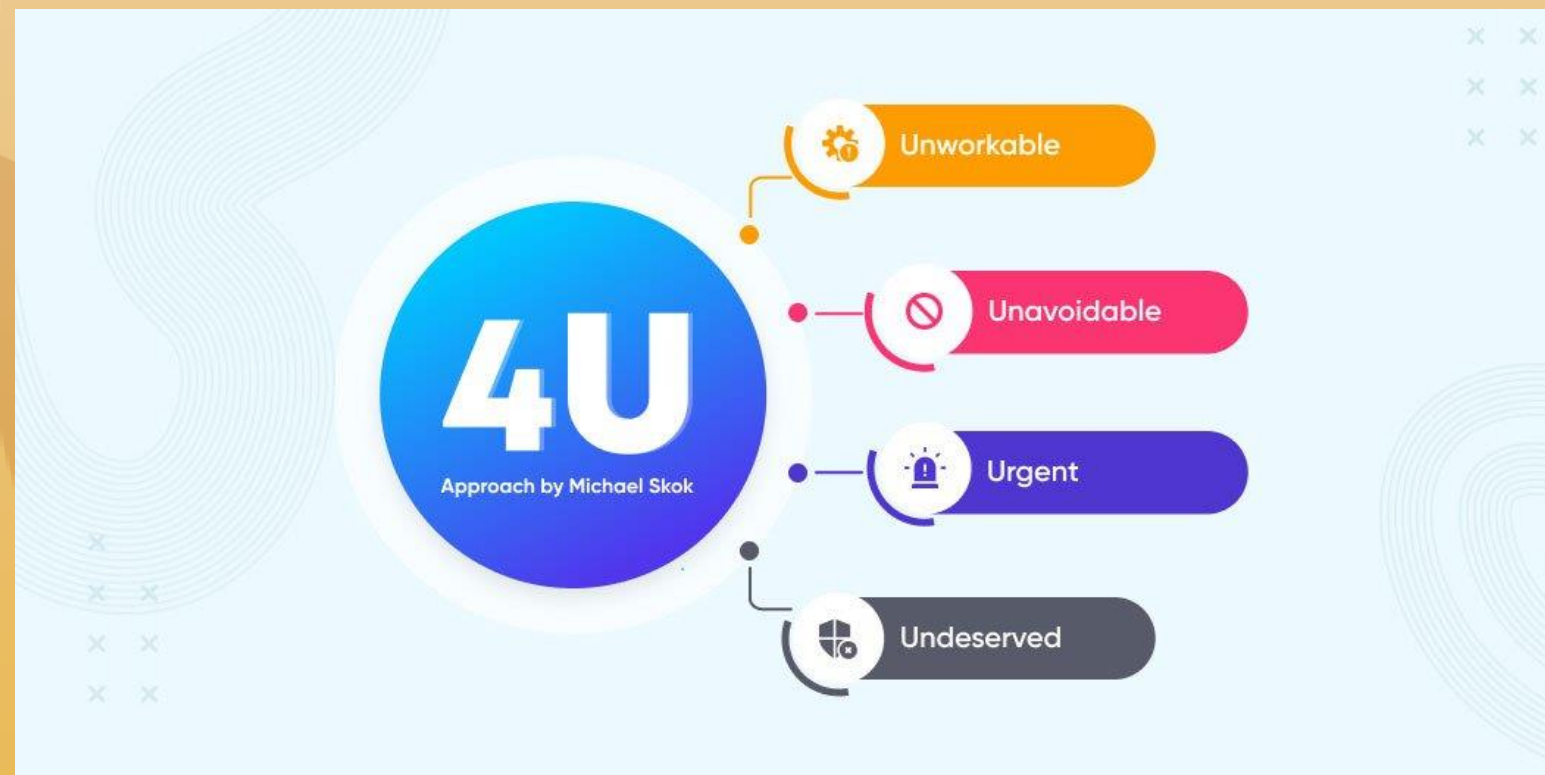 4U
Approach by Michael Skok
Unworkable
Unavoidable
Urgent
Undeserved